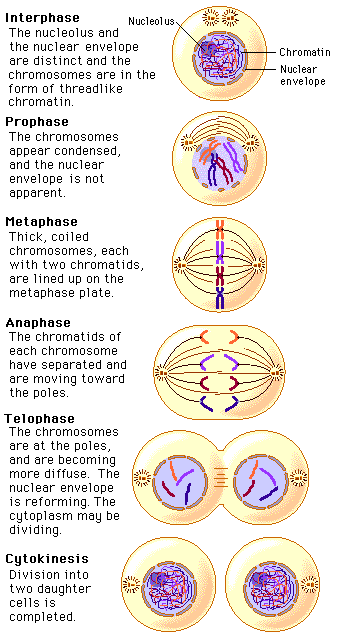 Interphase
Nucleolus
The nucleolus and
the nuclear envelope
are distinct and the
chromosomes are in the
form of threadlike
chromatin.
Chromatin
Nuclear
envelope
Prophase
The chromosomes
appear condensed,
and the nuclear
envelope is not
apparent.
Metaphase
Thick, coiled
chromosomes, each
with two chromatids,
are lined up on the
metaphase plate.
Anaphase
The chromatids of
each chromosome
have separated and
are moving toward
the poles.
Telophase
The chromosomes
are at the poles,
and are becoming
more diffuse. The
nuclear envelope
is reforming. The
cytoplasm may be
dividing.
Cytokinesis
Division into
two daughter
cells is
completed.